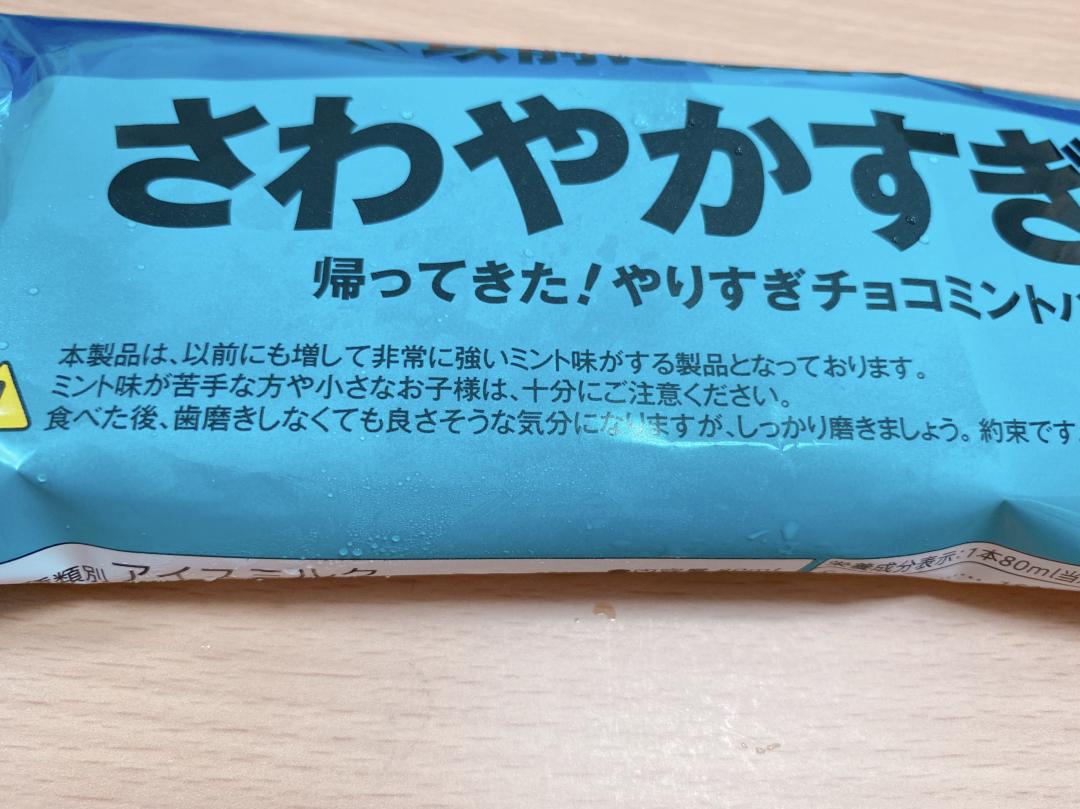 さわやかすぎ
帰ってきた！やりすぎチョコミント
本製品は、以前にも増して非常に強いミント味がする製品となっております。
ミント味が苦手な方や小さなお子様は、十分にご注意ください。
食べた後、歯磨きしなくても良さそうな気分になりますが、しっかり磨きましょう。約束です
類別 アイスミルク
栄養成分表示:1本80ml当